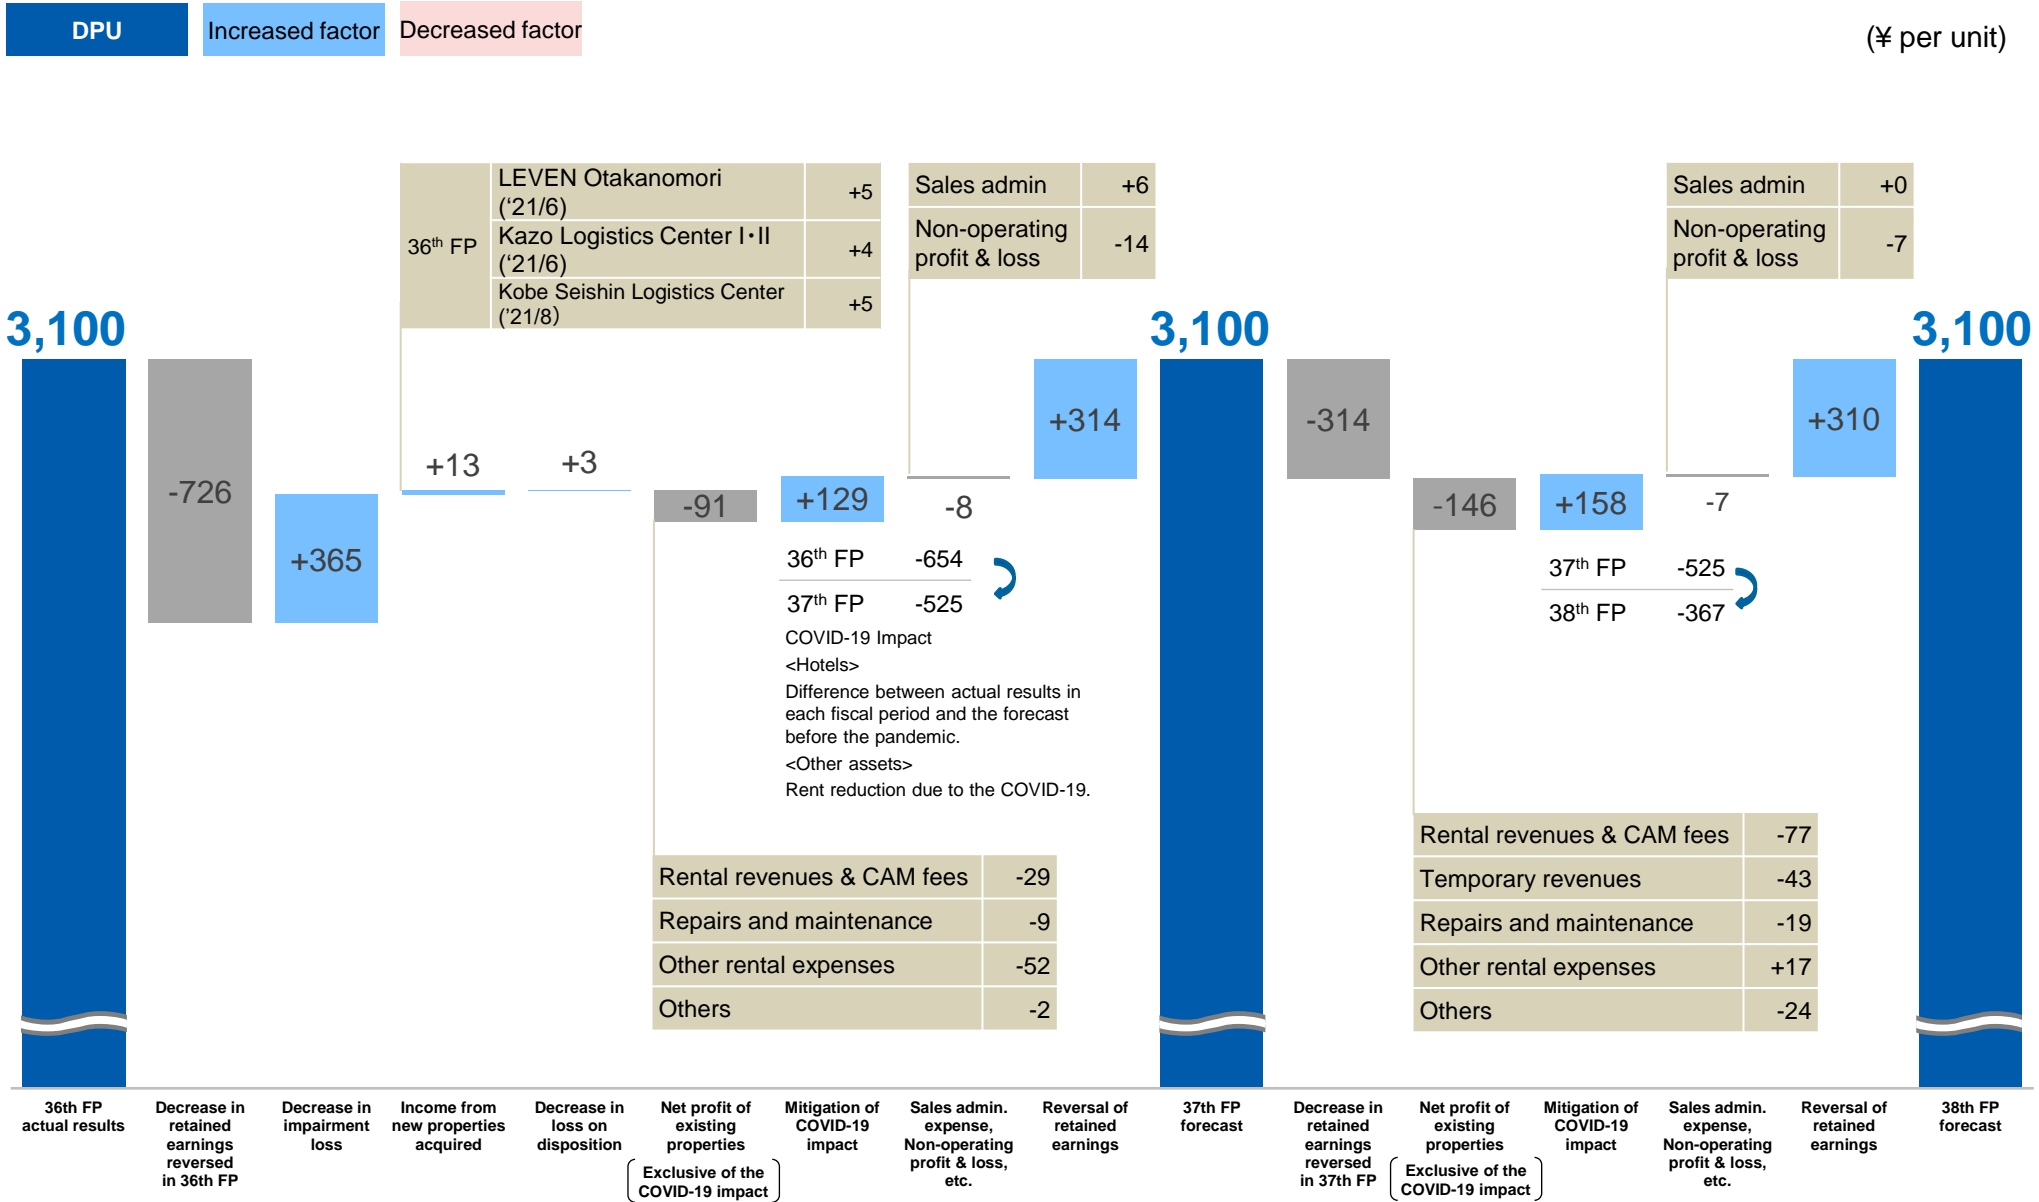 DPU
Increased factor
Decreased factor
(¥ per unit)
36th FP
LEVEN Otakanomori
(‘21/6)
+5
Kazo Logistics Center I・II
(‘21/6)
+4
Kobe Seishin Logistics Center
(’21/8)
+5
Sales admin
+6
Non-operating
profit & loss
-14
Sales admin
+0
Non-operating
profit & loss
-7
3,100
-726
+365
+13
+3
-91
+129
-8
+314
3,100
-314
-146
+158
-7
+310
3,100
36th FP -654
37th FP -525
COVID-19 Impact
<Hotels>
Difference between actual results in
each fiscal period and the forecast
before the pandemic.
<Other assets>
Rent reduction due to the COVID-19.
37th FP -525
38th FP -367
Rental revenues & CAM fees -29
Repairs and maintenance -9
Other rental expenses -52
Others -2
Rental revenues & CAM fees -77
Temporary revenues -43
Repairs and maintenance -19
Other rental expenses +17
Others -24
36th FP
actual results
Decrease in
retained
earnings
reversed
in 36th FP
Decrease in
impairment
loss
Income from
new properties
acquired
Decrease in
loss on
disposition
Net profit of
existing
properties
Exclusive of the
COVID-19 impact
Mitigation of
COVID-19
impact
Sales admin.
expense,
Non-operating
profit & loss,
etc.
Reversal of
retained
earnings
37th FP
forecast
Decrease in
retained
earnings
reversed
in 37th FP
Net profit of
existing
properties
Exclusive of the
COVID-19 impact
Mitigation of
COVID-19
impact
Sales admin.
expense,
Non-operating
profit & loss,
etc.
Reversal of
retained
earnings
38th FP
forecast